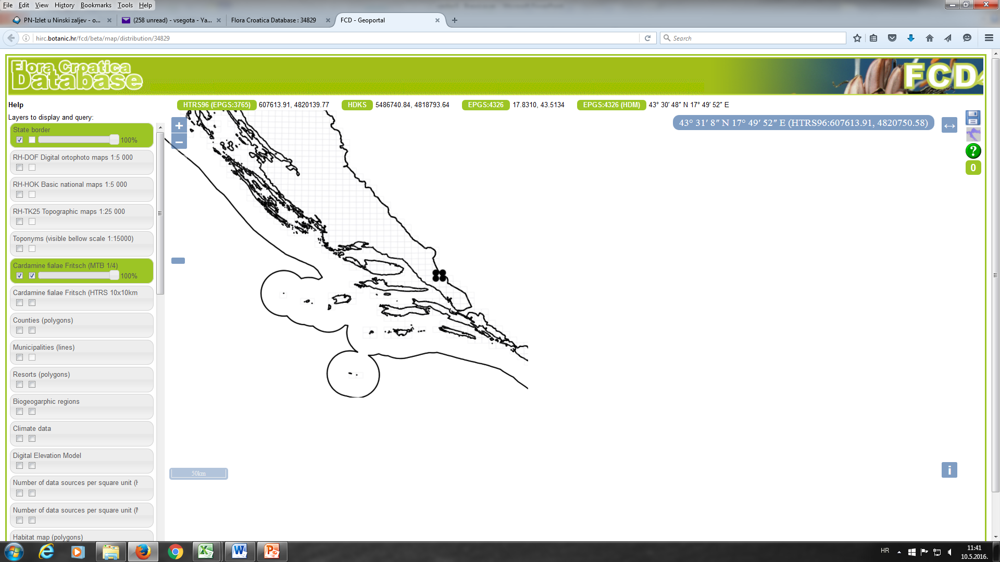 File Edit View History Bookmarks Tools Help
PN-Izlet u Ninski zaljev - o... × (258 unread) - vsegota - Ya... × Flora Croatica Database : 34829 × FCD - Geoportal × +
hirc.botanic.hr/fcd/beta/map/distribution/34829 Search
Flora Croatica
Database
FCD
Help
HTRS96 (EPGS:3765) 607613.91, 4820139.77 HDKS 5486740.84, 4818793.64 EPGS:4326 17.8310, 43.5134 EPGS:4326 (HDM) 43° 30′ 48″ N 17° 49′ 52″ E
Layers to display and query:
43° 31′ 8″ N 17° 49′ 52″ E (HTRS96:607613.91, 4820750.58)
+
−
?
0
State border
100%
RH-DOF Digital ortophoto maps 1:5 000
RH-HOK Basic national maps 1:5 000
RH-TK25 Topographic maps 1:25 000
Toponyms (visible bellow scale 1:15000)
Cardamine fialae Fritsch (MTB 1/4)
100%
Cardamine fialae Fritsch (HTRS 10x10km
Counties (polygons)
Municipalities (lines)
Resorts (polygons)
Biogeogarphic regions
Climate data
Digital Elevation Model
50km
i
Number of data sources per square unit (
Number of data sources per square unit (
Habitat map (polygons)
HR
11:41
10.5.2016.